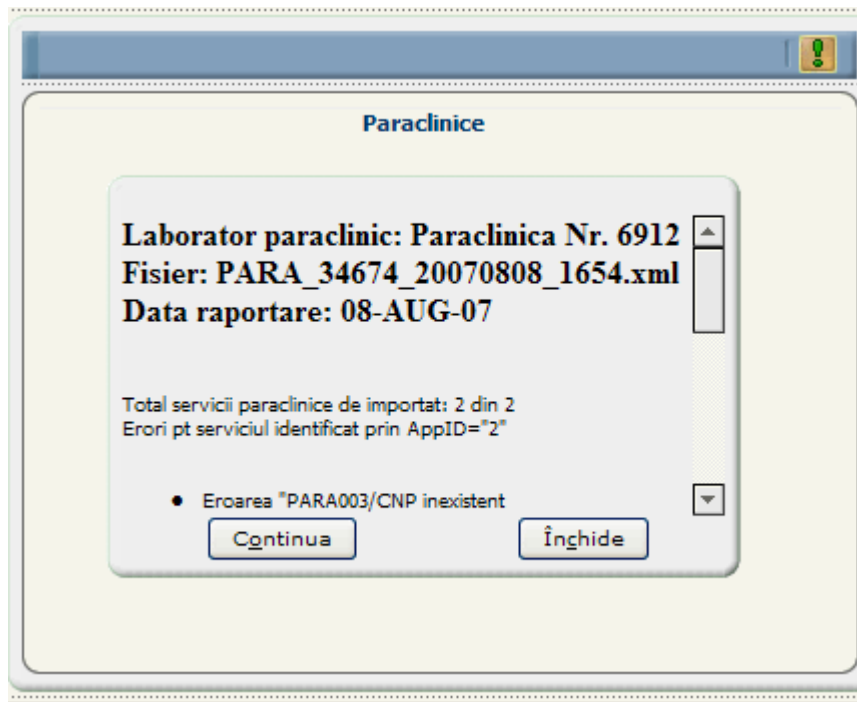 Paraclinice
Laborator paraclinic: Paraclinica Nr. 6912
Fisier: PARA_34674_20070808_1654.xml
Data raportare: 08-AUG-07
Total servicii paraclinice de importat: 2 din 2
Erori pt serviciul identificat prin AppID="2"
● Eroarea "PARA003/CNP inexistent
Continua
Închide